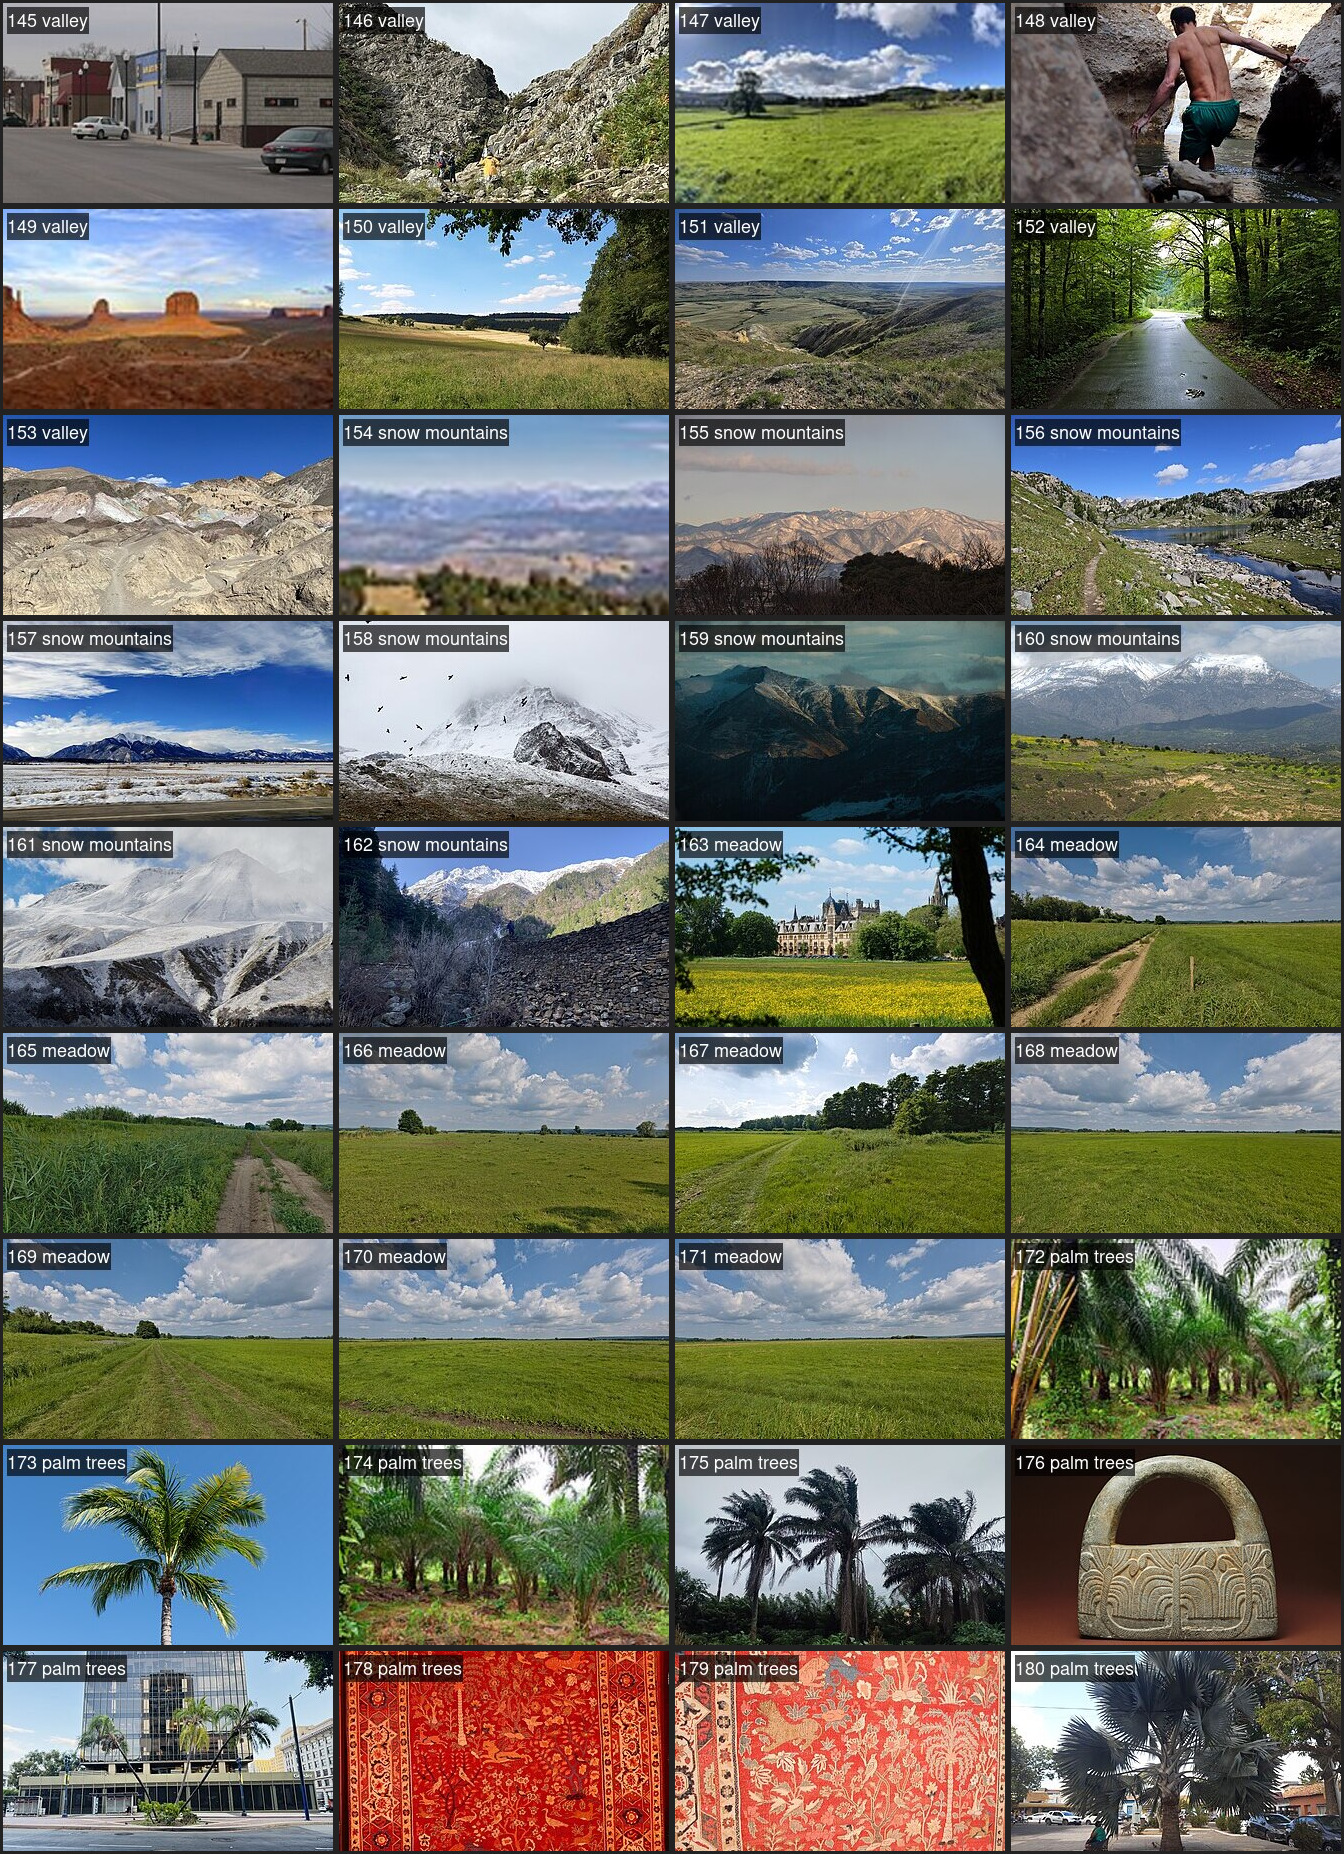 145 valley
146 valley
147 valley
148 valley
149 valley
150 valley
151 valley
152 valley
153 valley
154 snow mountains
155 snow mountains
156 snow mountains
157 snow mountains
158 snow mountains
159 snow mountains
160 snow mountains
161 snow mountains
162 snow mountains
163 meadow
164 meadow
165 meadow
166 meadow
167 meadow
168 meadow
169 meadow
170 meadow
171 meadow
172 palm trees
173 palm trees
174 palm trees
175 palm trees
176 palm trees
177 palm trees
178 palm trees
179 palm trees
180 palm trees